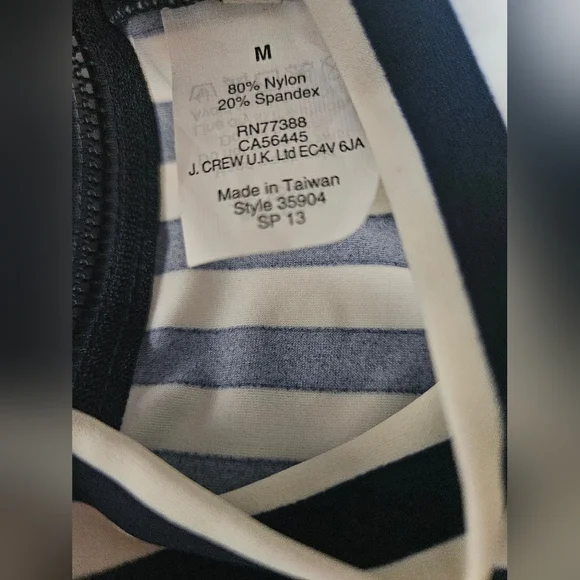 M
80% Nylon
20% Spandex
RN77388
CA56445
J. CREW U.K. Ltd EC4V 6JA
Made in Taiwan
Style 35904
SP 13